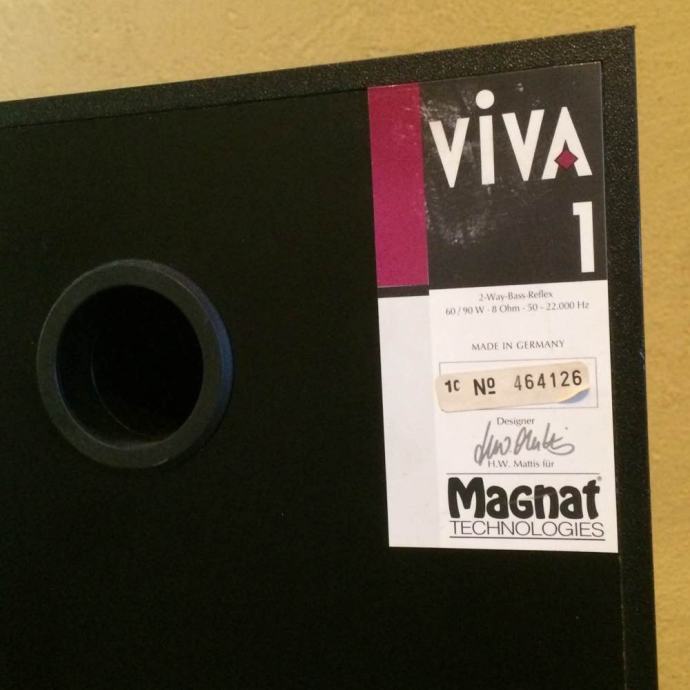 ViVA
1
2-Way-Bass-Reflex
60 / 90 W - 8 Ohm - 50 - 22.000 Hz
MADE IN GERMANY
1C Nº 464126
Designer
H.W. Mattis für
Magnat®
TECHNOLOGIES